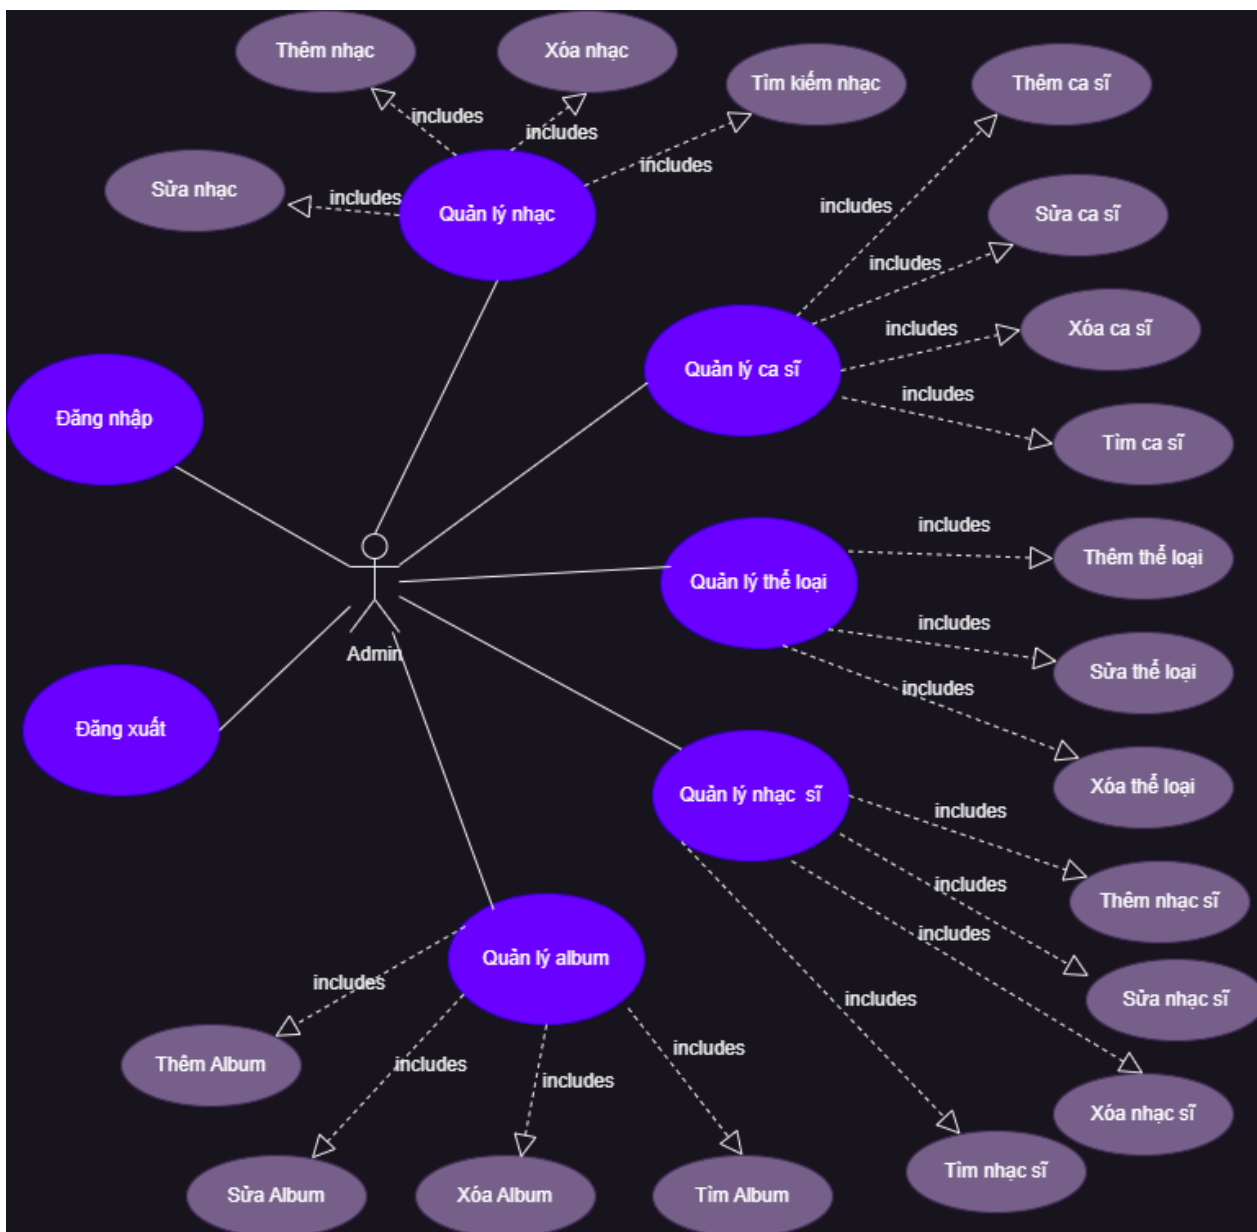 Thêm nhạc
Xóa nhạc
Tìm kiếm nhạc
Thêm ca sĩ
includes
includes
includes
Sửa nhạc
includes
Quản lý nhạc
includes
Sửa ca sĩ
includes
Xóa ca sĩ
includes
Quản lý ca sĩ
includes
Tìm ca sĩ
Đăng nhập
includes
Thêm thể loại
Quản lý thể loại
includes
Sửa thể loại
Admin
includes
Đăng xuất
Xóa thể loại
Quản lý nhạc  sĩ
includes
includes
Thêm nhạc sĩ
includes
Quản lý album
includes
includes
Sửa nhạc sĩ
includes
Thêm Album
includes
includes
includes
Xóa nhạc sĩ
Tìm nhạc sĩ
Sửa Album
Xóa Album
Tìm Album